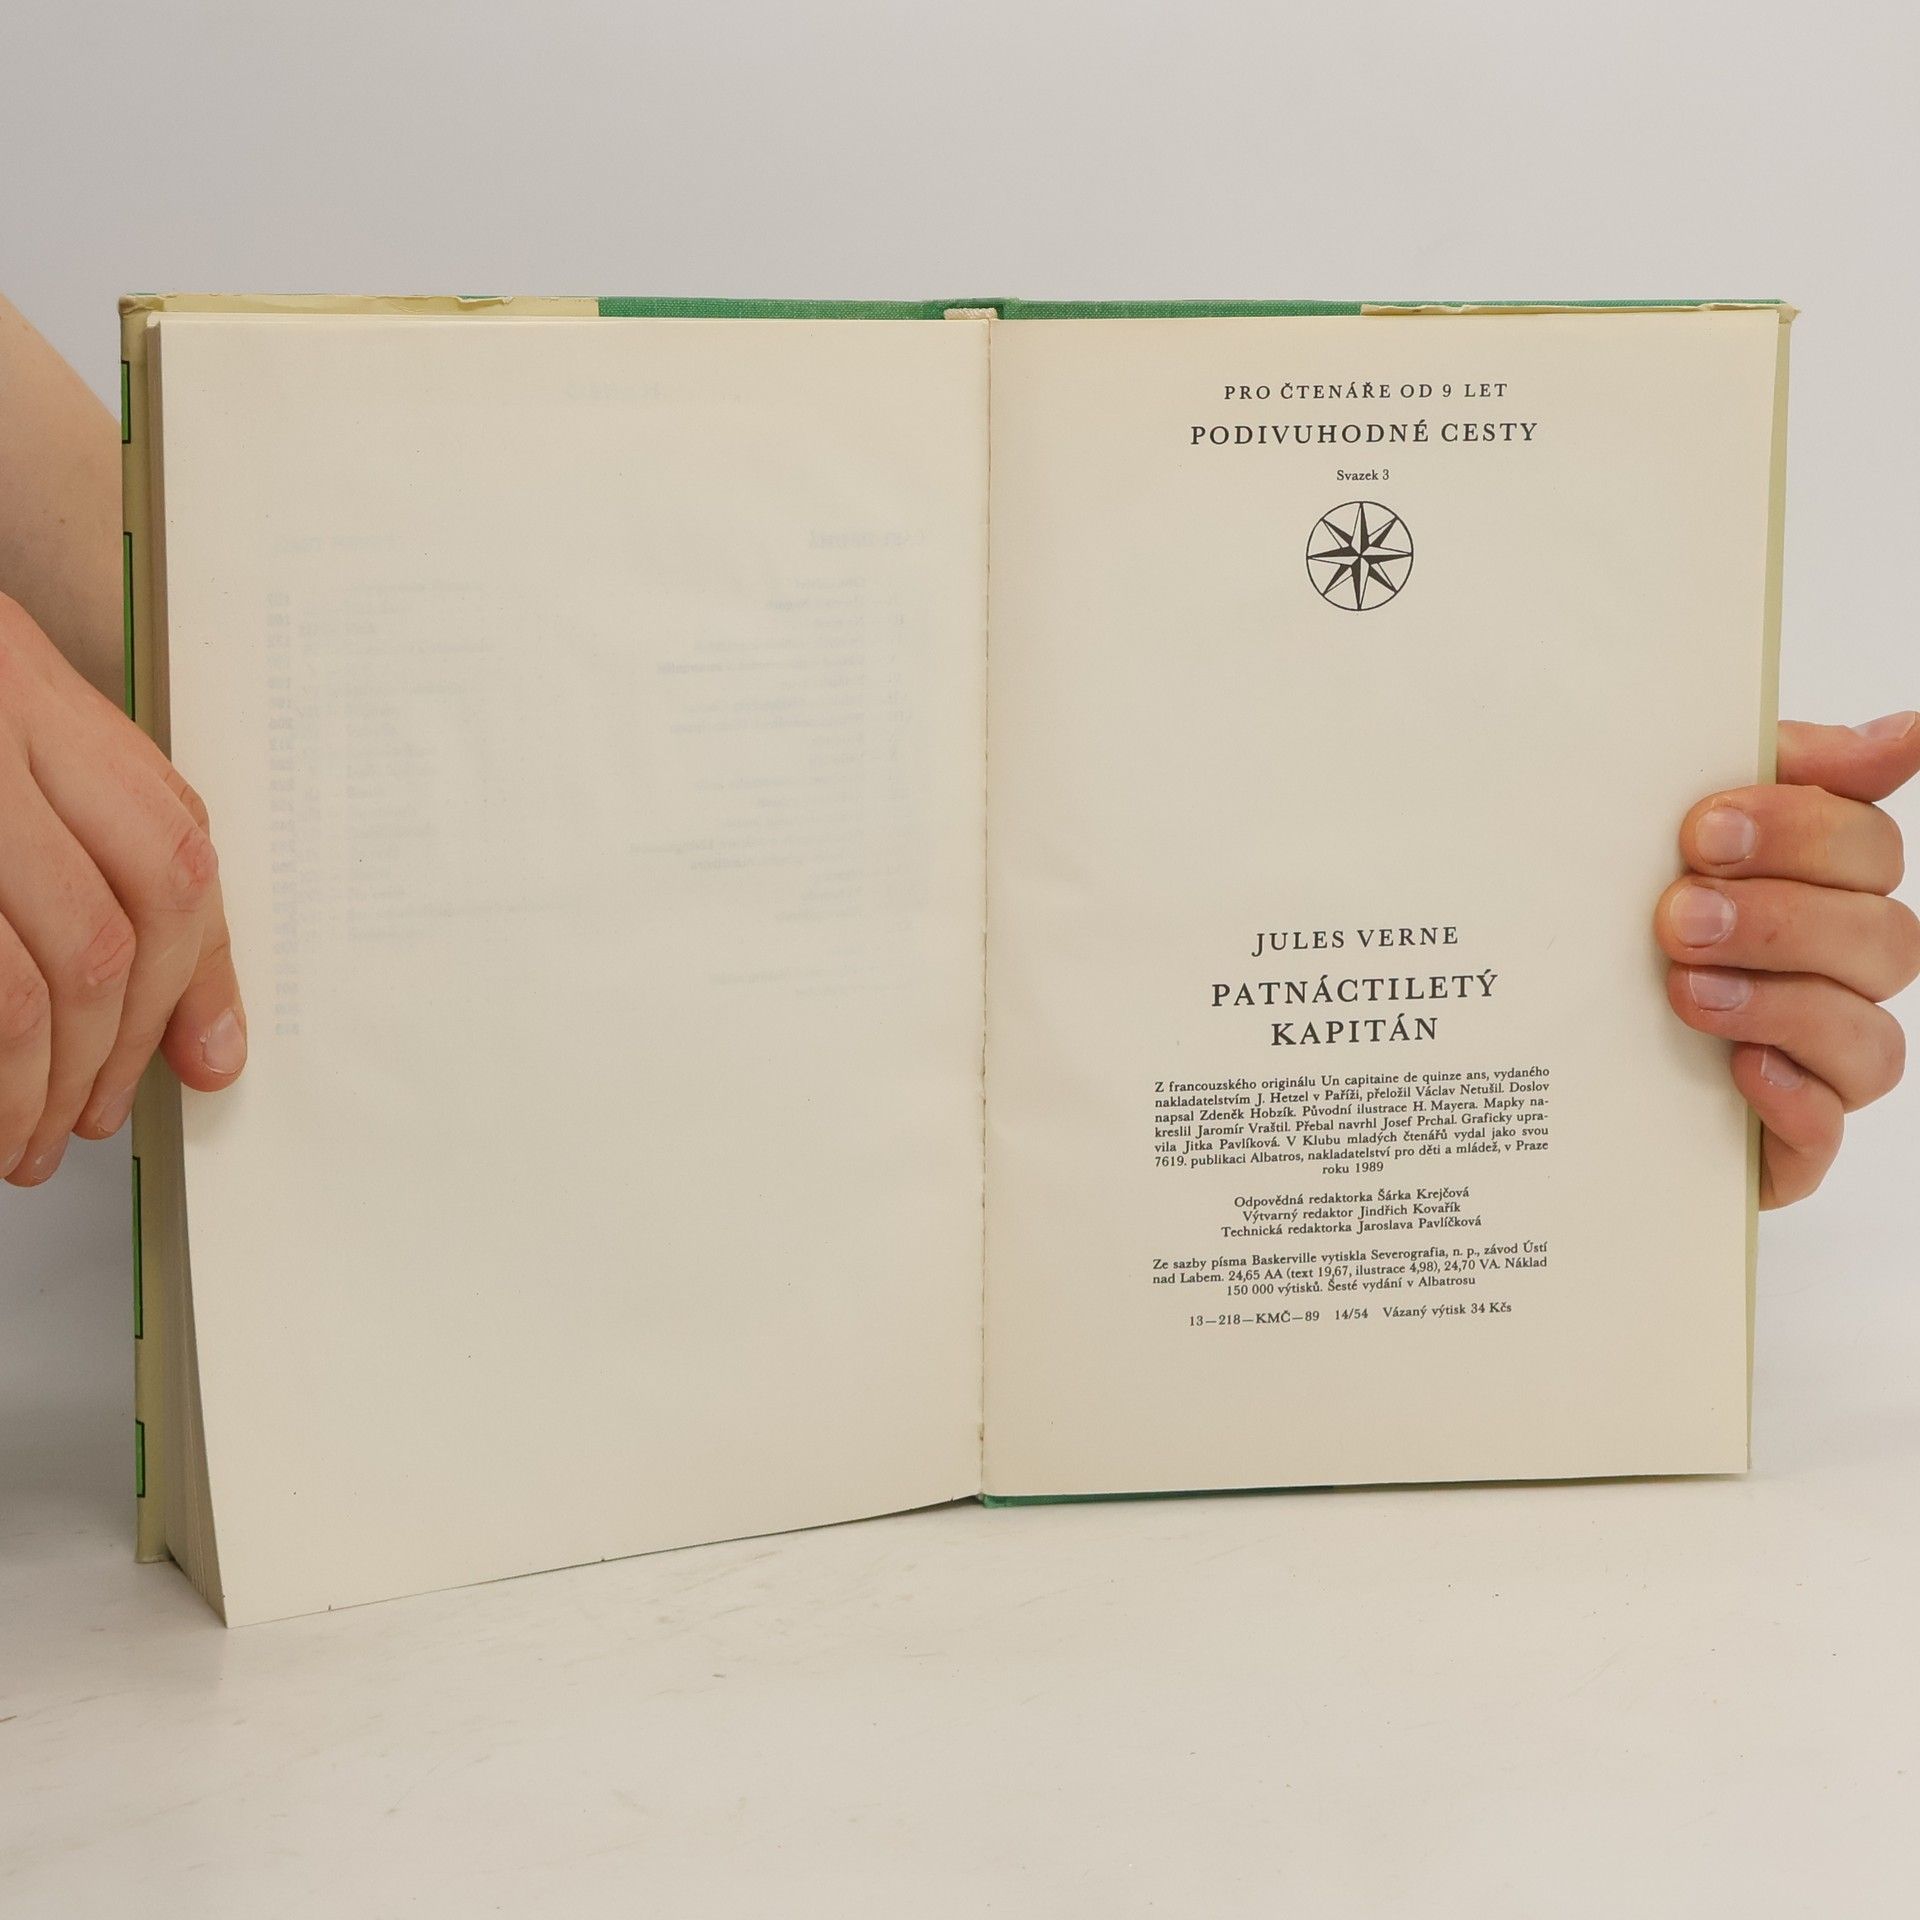 PRO ČTENÁŘE OD 9 LET
PODIVUHODNÉ CESTY
Svazek 3
JULES VERNE
PATNÁCTILETÝ
KAPITÁN
Z francouzského originálu Un capitaine de quinze ans, vydaného
nakladatelstvím J. Hetzel v Paříži, přeložil Václav Netušil. Doslov
napsal Zdeněk Hobzík. Původní ilustrace H. Mayera. Mapky na-
kreslil Jaromír Vraštil. Přebal navrhl Josef Prchal. Graficky upra-
vila Jitka Pavlíková. V Klubu mladých čtenářů vydal jako svou
7619. publikaci Albatros, nakladatelství pro děti a mládež, v Praze
roku 1989
Odpovědná redaktorka Šárka Krejčová
Výtvarný redaktor Jindřich Kovařík
Technická redaktorka Jaroslava Pavlíčková
Ze sazby písma Baskerville vytiskla Severografia, n. p., závod Ústí
nad Labem. 24,65 AA (text 19,67, ilustrace 4,98), 24,70 VA. Náklad
150 000 výtisků. Šesté vydání v Albatrosu
13—218—KMČ—89 14/54 Vázaný výtisk 34 Kčs